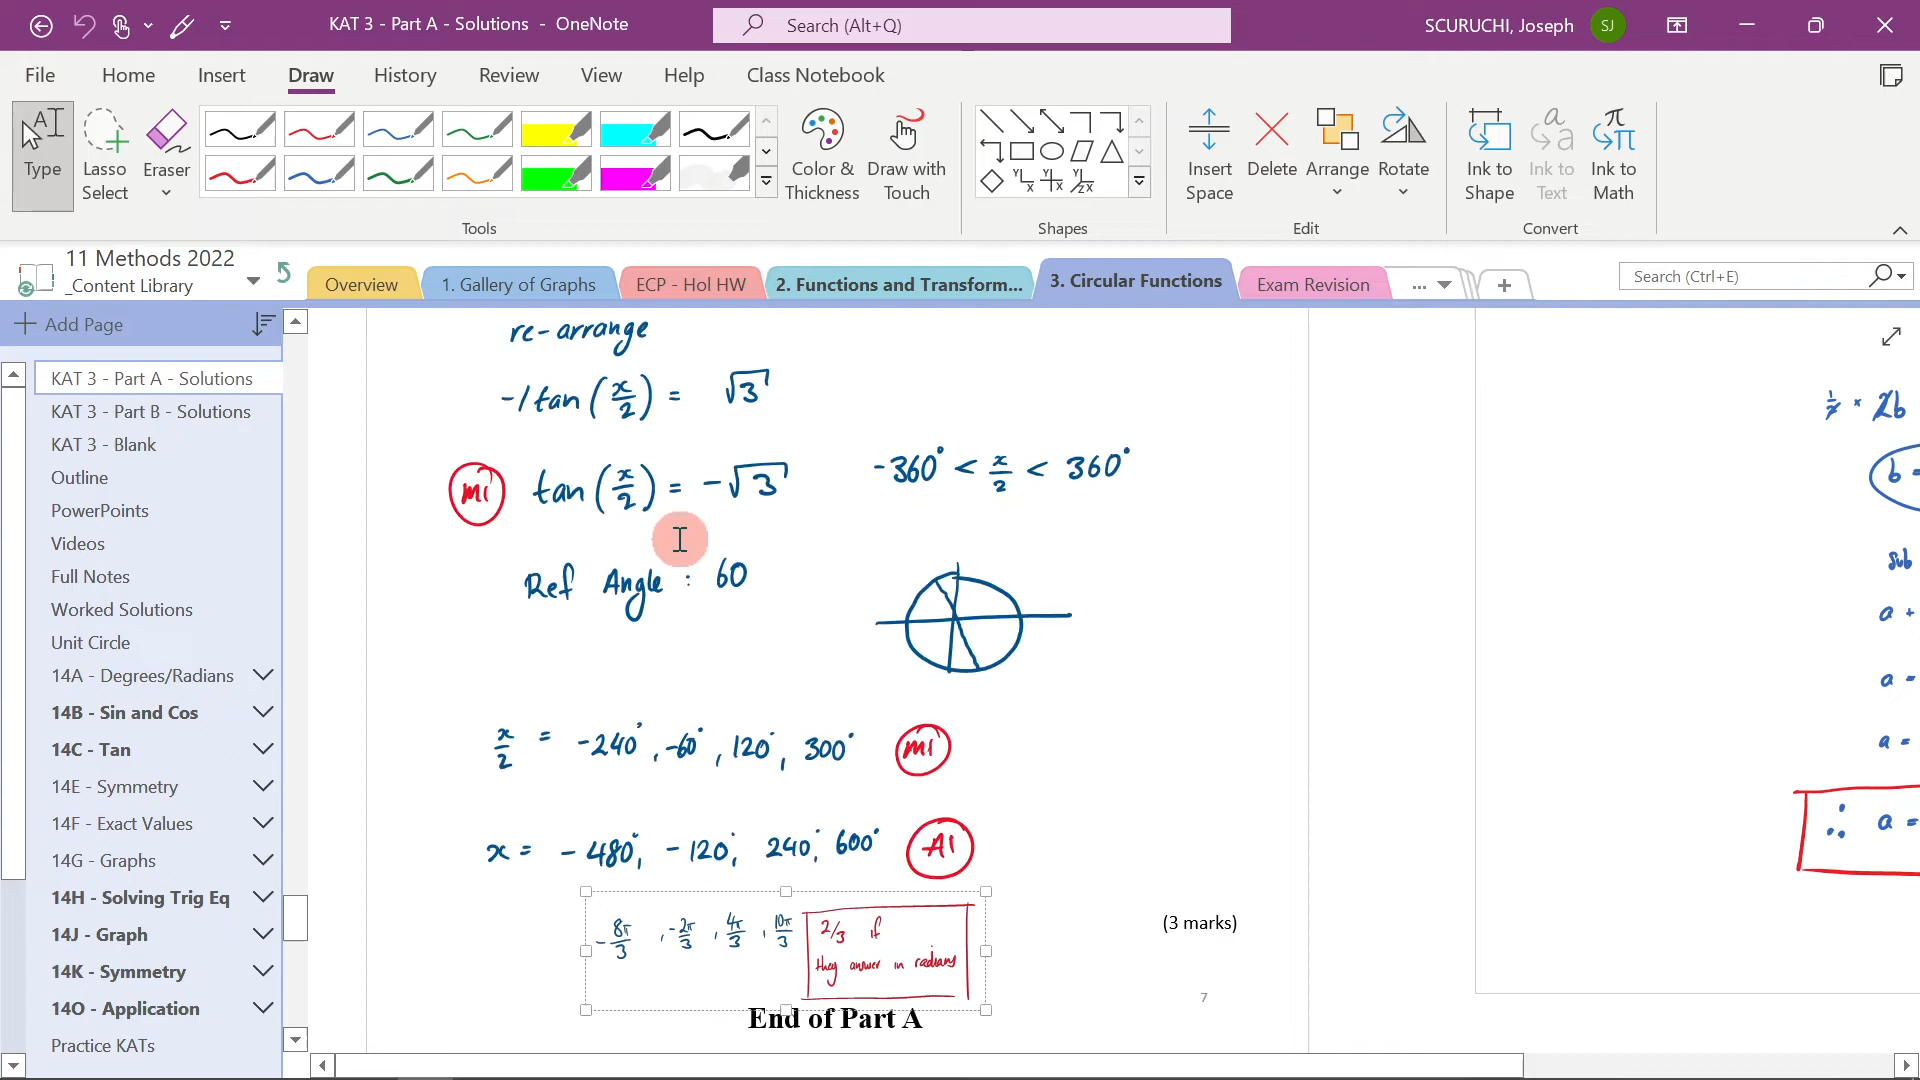 KAT 3 - Part A - Solutions - OneNote
Search (Alt+Q)
SCURUCHI, Joseph
SJ
File Home Insert Draw History Review View Help Class Notebook
Type
Lasso Select
Eraser
Color & Thickness
Draw with Touch
Insert Space
Delete
Arrange
Rotate
Ink to Shape
Ink to Text
Ink to Math
Tools
Shapes
Edit
Convert
11 Methods 2022
_Content Library
Overview
1. Gallery of Graphs
ECP - Hol HW
2. Functions and Transform...
3. Circular Functions
Exam Revision
...
Search (Ctrl+E)
Add Page
KAT 3 - Part A - Solutions
KAT 3 - Part B - Solutions
KAT 3 - Blank
Outline
PowerPoints
Videos
Full Notes
Worked Solutions
Unit Circle
14A - Degrees/Radians
14B - Sin and Cos
14C - Tan
14E - Symmetry
14F - Exact Values
14G - Graphs
14H - Solving Trig Eq
14J - Graph
14K - Symmetry
14O - Application
Practice KATs
re-arrange
-1 tan(x/2) = √3
M1 tan(x/2) = -√3 -360° < x/2 < 360°
Ref Angle : 60
x/2 = -240°, -60°, 120°, 300° M1
x = -480°, -120°, 240°, 600° A1
-8π/3, -2π/3, 4π/3, 10π/3
2/3 if
they answer in radians
(3 marks)
7
End of Part A
1/2 × 2b
b =
sub
a +
a =
a =
∴ a =